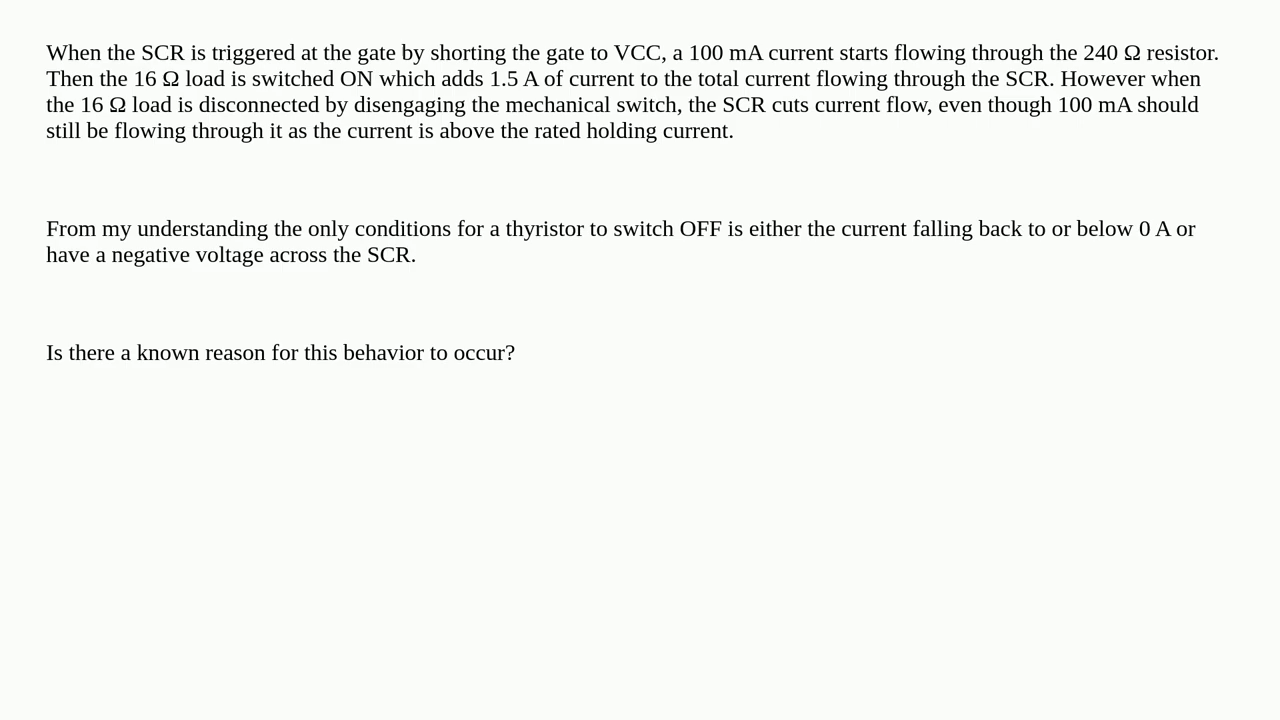 When the SCR is triggered at the gate by shorting the gate to VCC, a 100 mA current starts flowing through the 240 Ω resistor.
Then the 16 Ω load is switched ON which adds 1.5 A of current to the total current flowing through the SCR. However when
the 16 Ω load is disconnected by disengaging the mechanical switch, the SCR cuts current flow, even though 100 mA should
still be flowing through it as the current is above the rated holding current.
From my understanding the only conditions for a thyristor to switch OFF is either the current falling back to or below 0 A or
have a negative voltage across the SCR.
Is there a known reason for this behavior to occur?